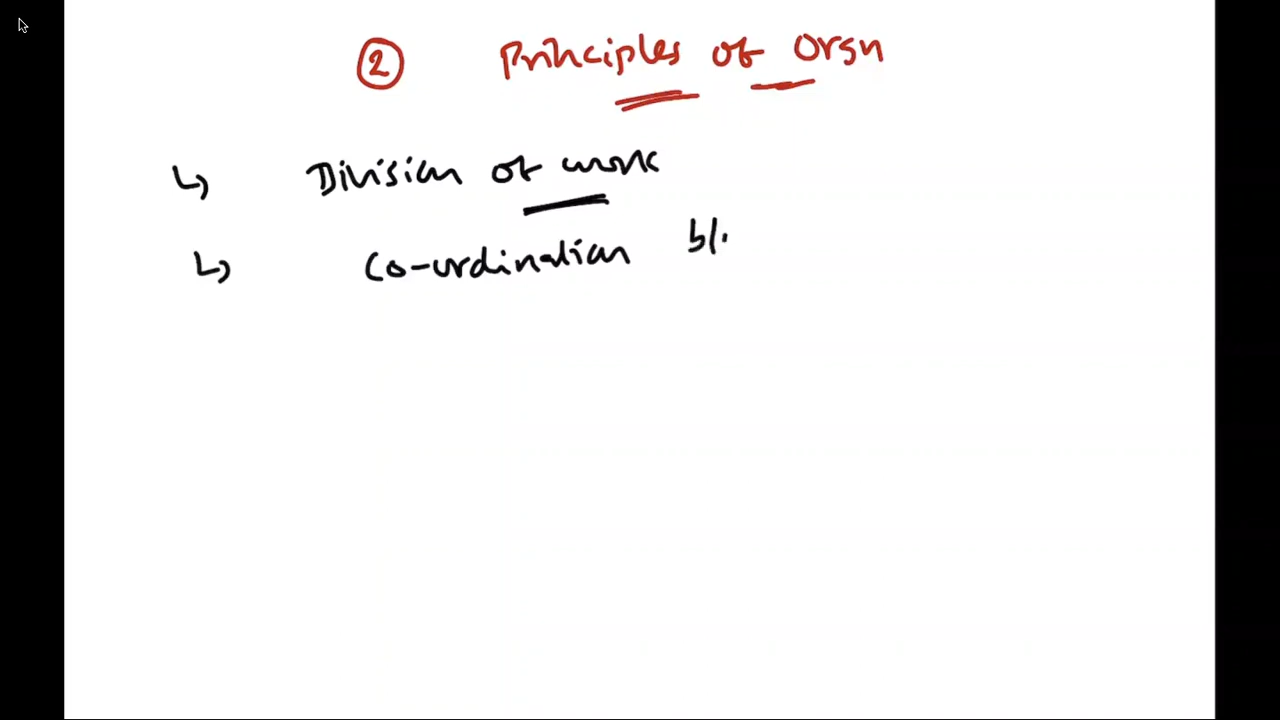 ② Principles of Orgn
↳ Division of work
↳ Co-ordination b/.